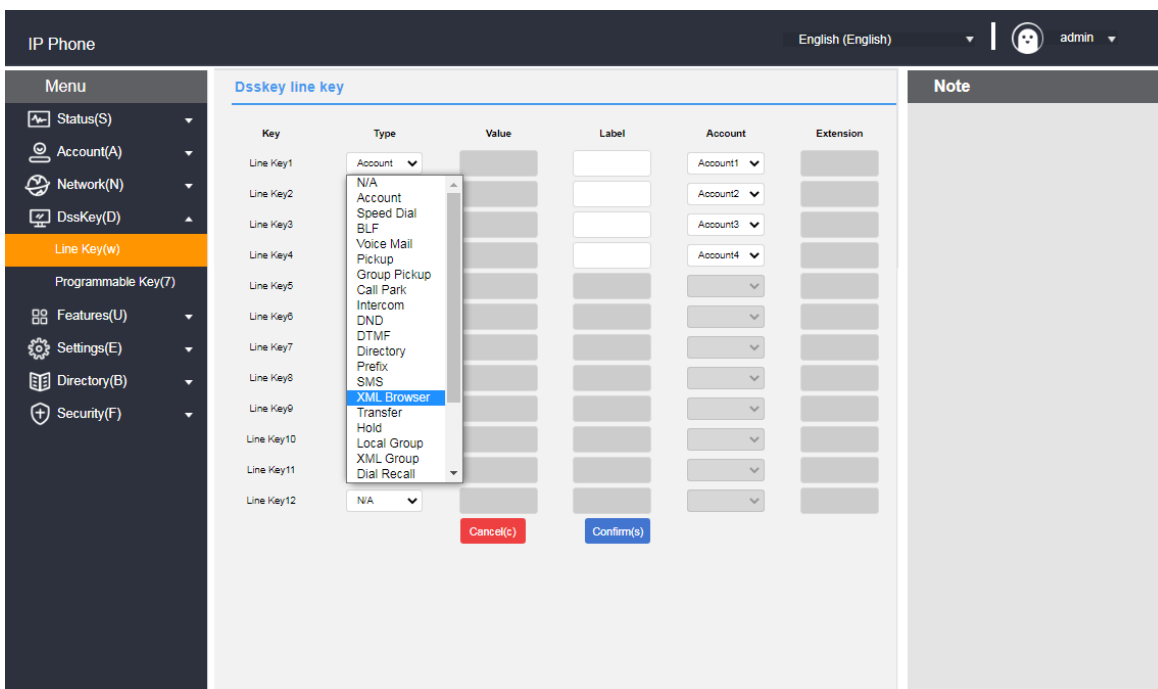 IP Phone
English (English)
admin
Menu
Status(S)
Account(A)
Network(N)
DssKey(D)
Line Key(w)
Programmable Key(7)
Features(U)
Settings(E)
Directory(B)
Security(F)
Dsskey line key
Key Type Value Label Account Extension
Line Key1 Account Account1
Line Key2 Account2
Line Key3 Account3
Line Key4 Account4
Line Key5
Line Key6
Line Key7
Line Key8
Line Key9
Line Key10
Line Key11
Line Key12 N/A
N/A
Account
Speed Dial
BLF
Voice Mail
Pickup
Group Pickup
Call Park
Intercom
DND
DTMF
Directory
Prefix
SMS
XML Browser
Transfer
Hold
Local Group
XML Group
Dial Recall
Cancel(c) Confirm(s)
Note